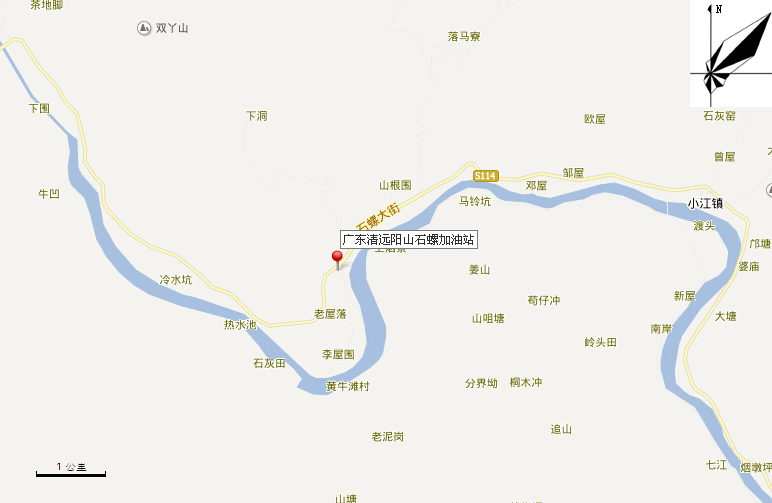 茶地脚
N
双丫山
落马寮
下围
下洞
欧屋
石灰窑
曾屋
S114
邹屋
山根围
邓屋
牛凹
马铃坑
小江镇
石螺大街
渡头
广东清远阳山石螺加油站
邝塘
婆庙
姜山
冷水坑
新屋
荀仔冲
老屋落
山咀塘
大塘
热水池
南岸
岭头田
李屋围
石灰田
黄牛滩村
分界坳
桐木冲
追山
老泥岗
1 公里
七江
烟墩坪
山塘